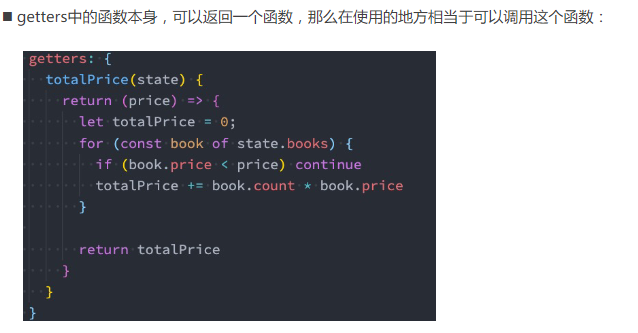 ■ getters中的函数本身，可以返回一个函数，那么在使用的地方相当于可以调用这个函数：
getters: {
  totalPrice(state) {
    return (price) => {
      let totalPrice = 0;
      for (const book of state.books) {
        if (book.price < price) continue
        totalPrice += book.count * book.price
      }

      return totalPrice
    }
  }
}